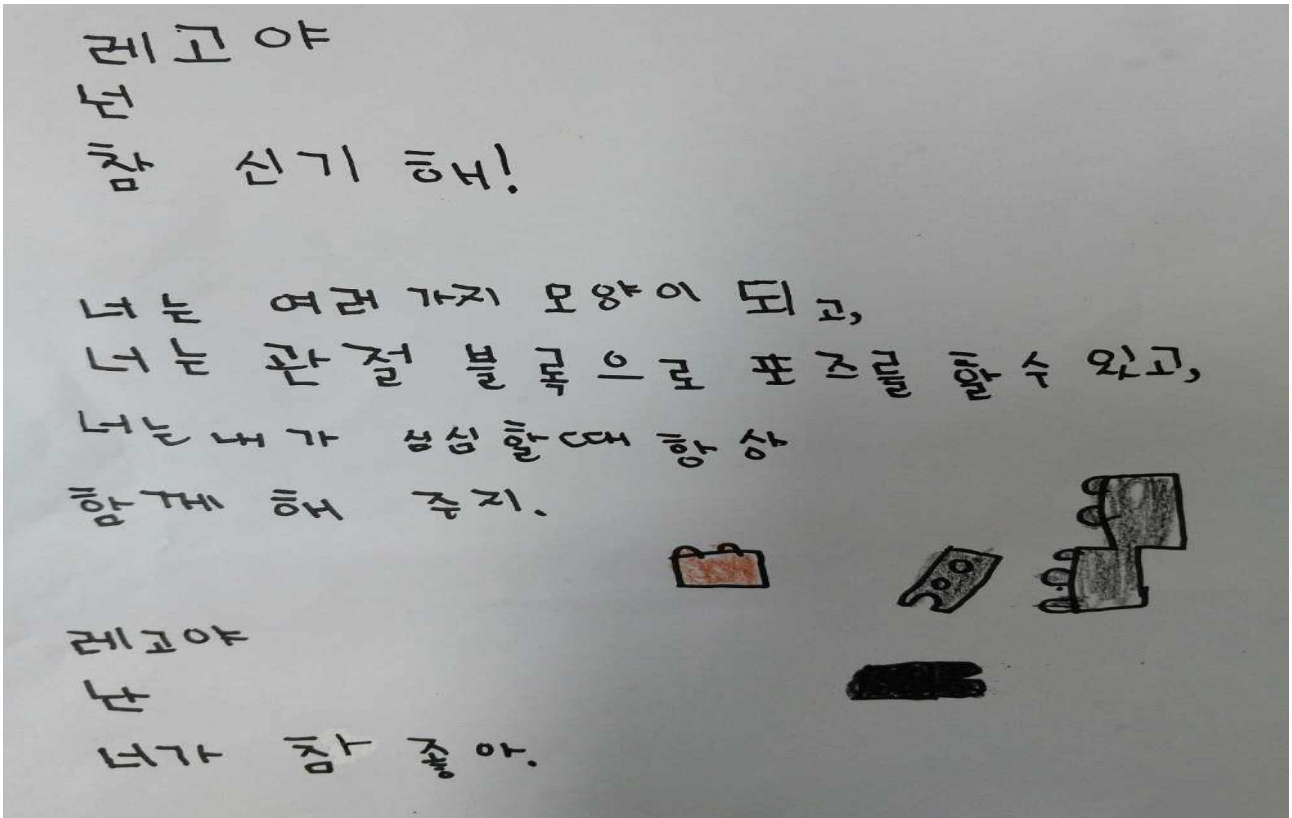 레고야
넌
참 신기 해!
너는 여러 가지 모양이 되고,
너는 관절 블록으로 포즈를 할 수 있고,
너는 내가 심심할때 항상
함께 해 주지.
레고야
난
너가 참 좋아.